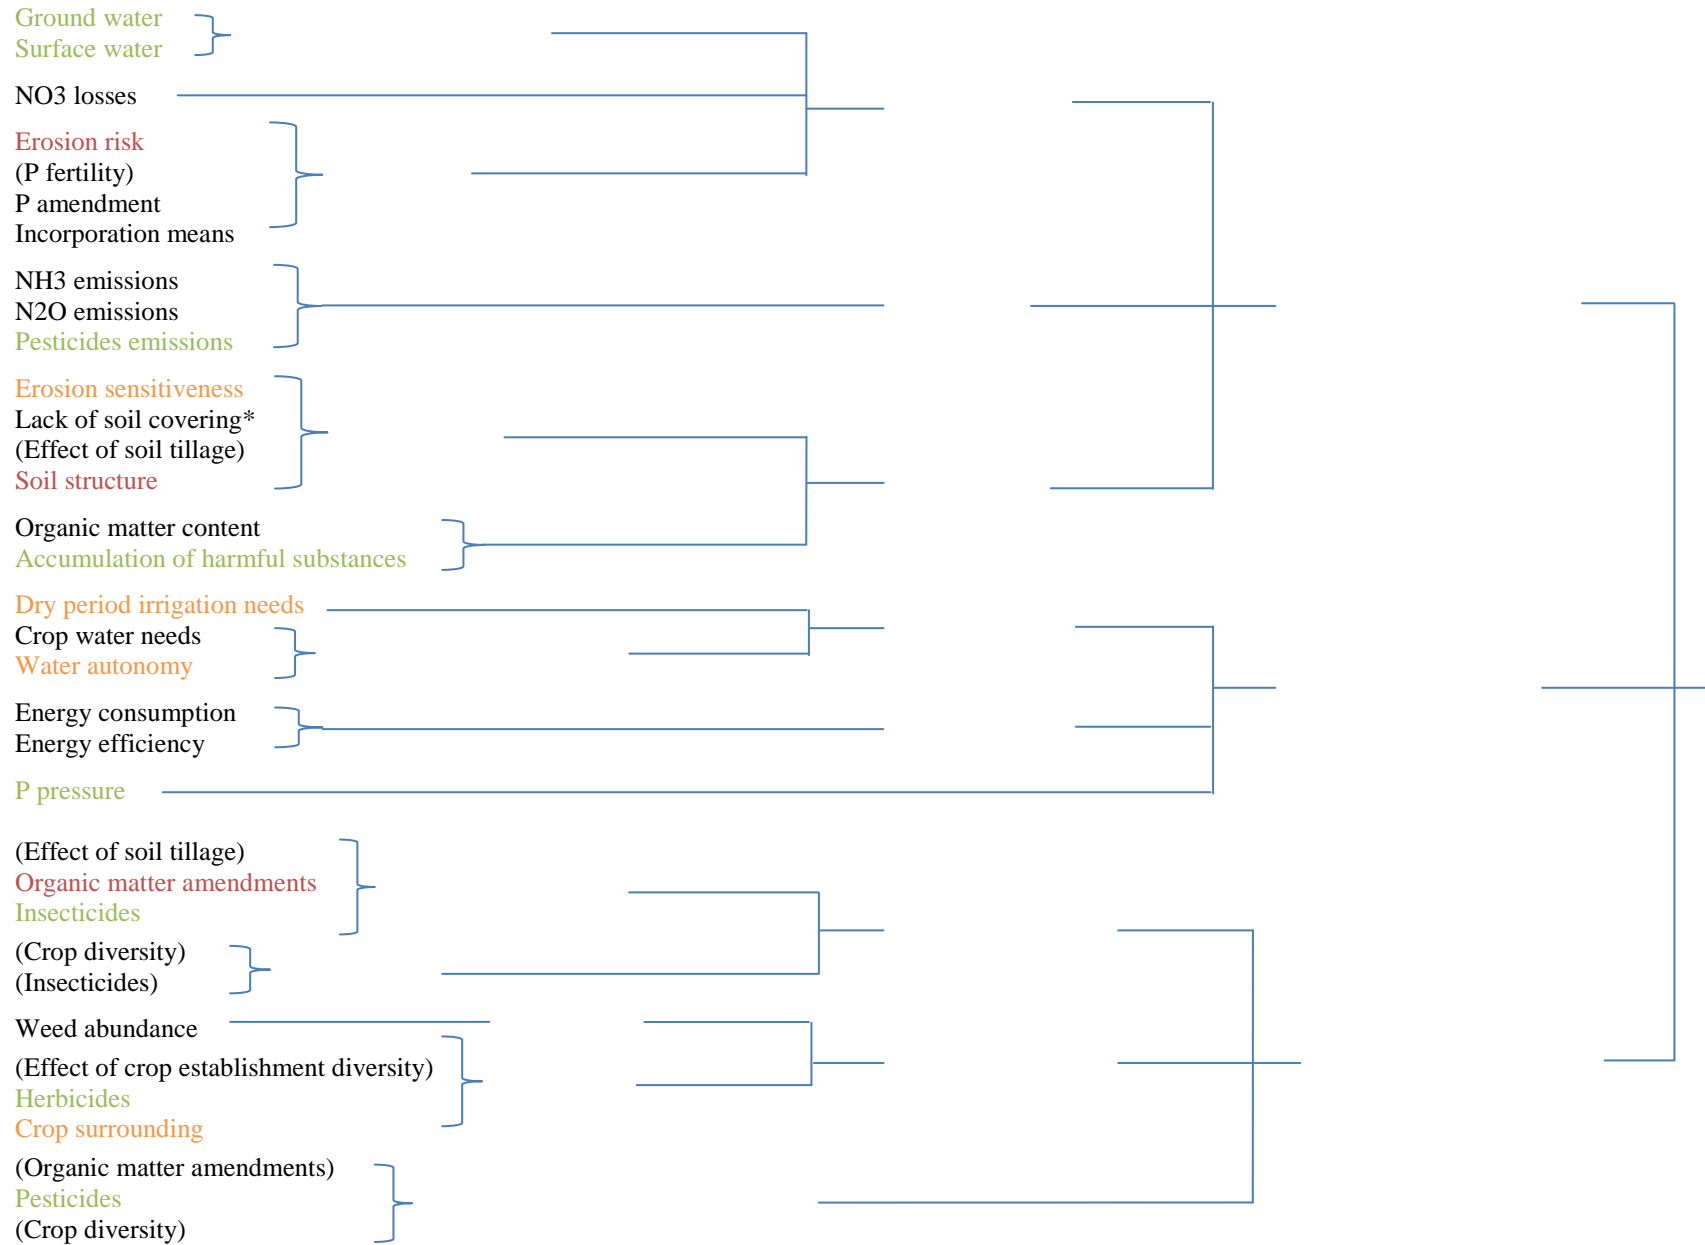 Ground water
Surface water
NO3 losses
Erosion risk
(P fertility)
P amendment
Incorporation means
NH3 emissions
N2O emissions
Pesticides emissions
Erosion sensitiveness
Lack of soil covering*
(Effect of soil tillage)
Soil structure
Organic matter content
Accumulation of harmful substances
Dry period irrigation needs
Crop water needs
Water autonomy
Energy consumption
Energy efficiency
P pressure
(Effect of soil tillage)
Organic matter amendments
Insecticides
(Crop diversity)
(Insecticides)
Weed abundance
(Effect of crop establishment diversity)
Herbicides
Crop surrounding
(Organic matter amendments)
Pesticides
(Crop diversity)